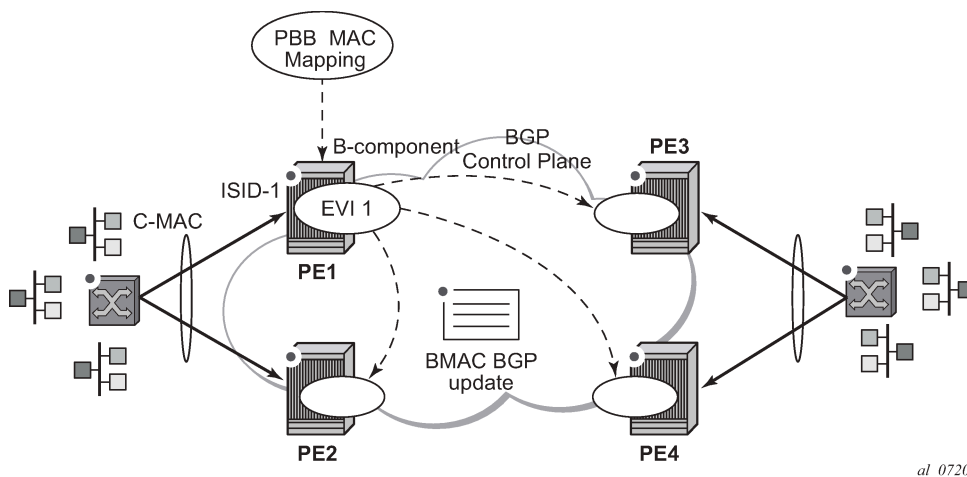 PBB MAC
Mapping
B-component
BGP
Control Plane
PE3
ISID-1
EVI 1
C-MAC
PE1
BMAC BGP
update
PE2
PE4
al_0720